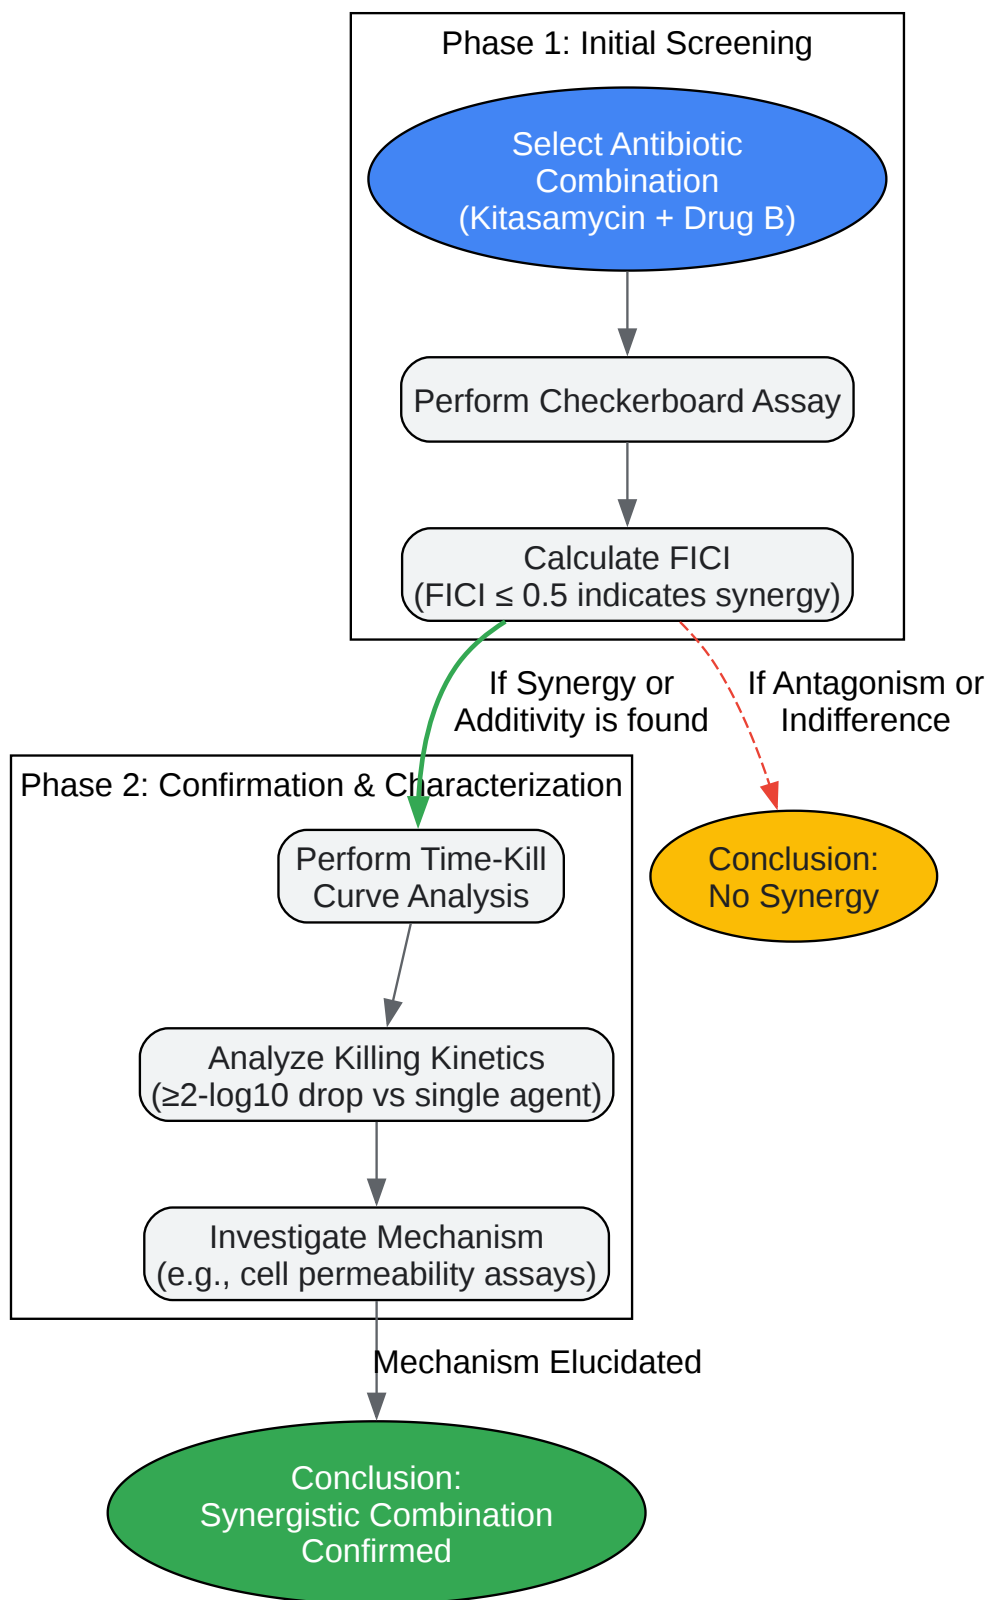 Phase 1: Initial Screening
Select Antibiotic
Combination
(Kitasamycin + Drug B)
Perform Checkerboard Assay
Calculate FICI
(FICI ≤ 0.5 indicates synergy)
If Synergy or
Additivity is found
If Antagonism or
Indifference
Phase 2: Confirmation & Characterization
Perform Time-Kill
Curve Analysis
Conclusion:
No Synergy
Analyze Killing Kinetics
(≥2-log10 drop vs single agent)
Investigate Mechanism
(e.g., cell permeability assays)
Mechanism Elucidated
Conclusion:
Synergistic Combination
Confirmed